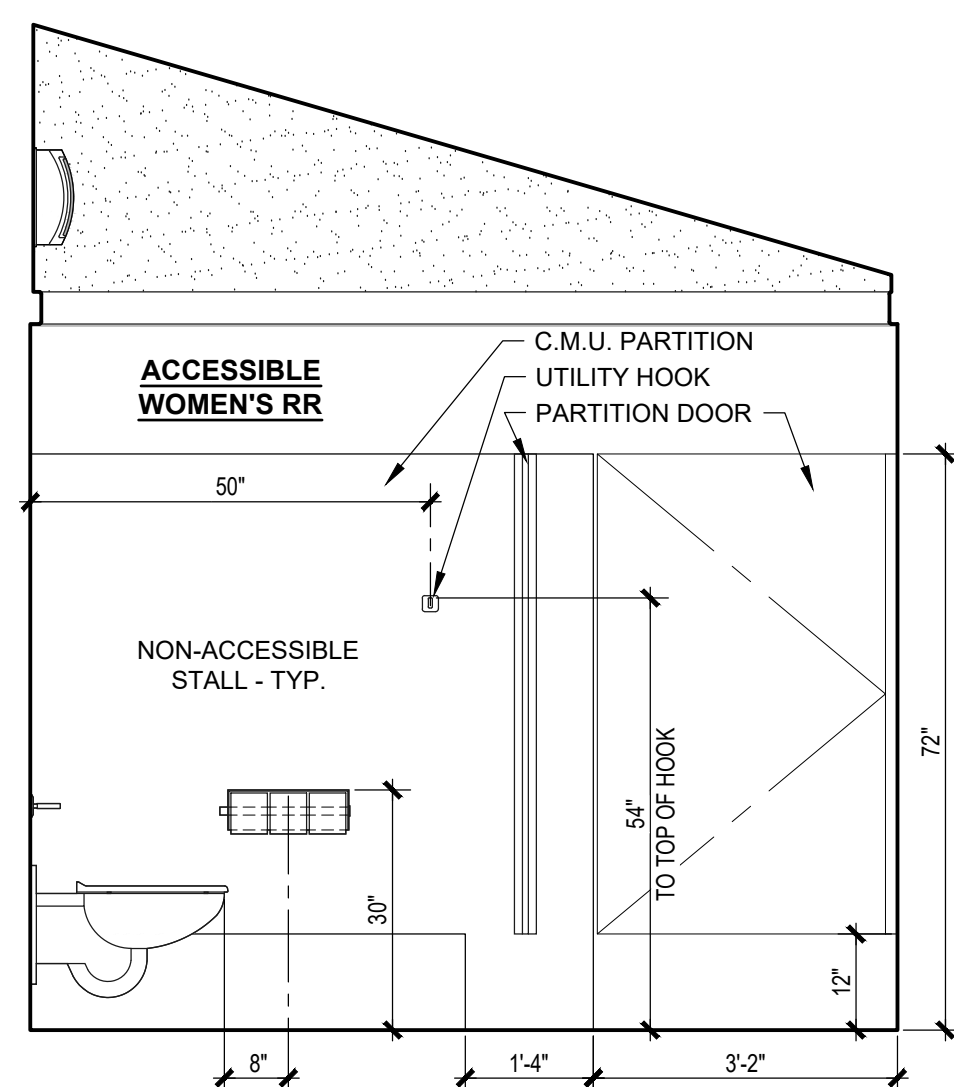 C.M.U. PARTITION
UTILITY HOOK
PARTITION DOOR
ACCESSIBLE
WOMEN'S RR
50"
NON-ACCESSIBLE
STALL - TYP.
54"
TO TOP OF HOOK
72"
30"
12"
8"
1'-4"
3'-2"